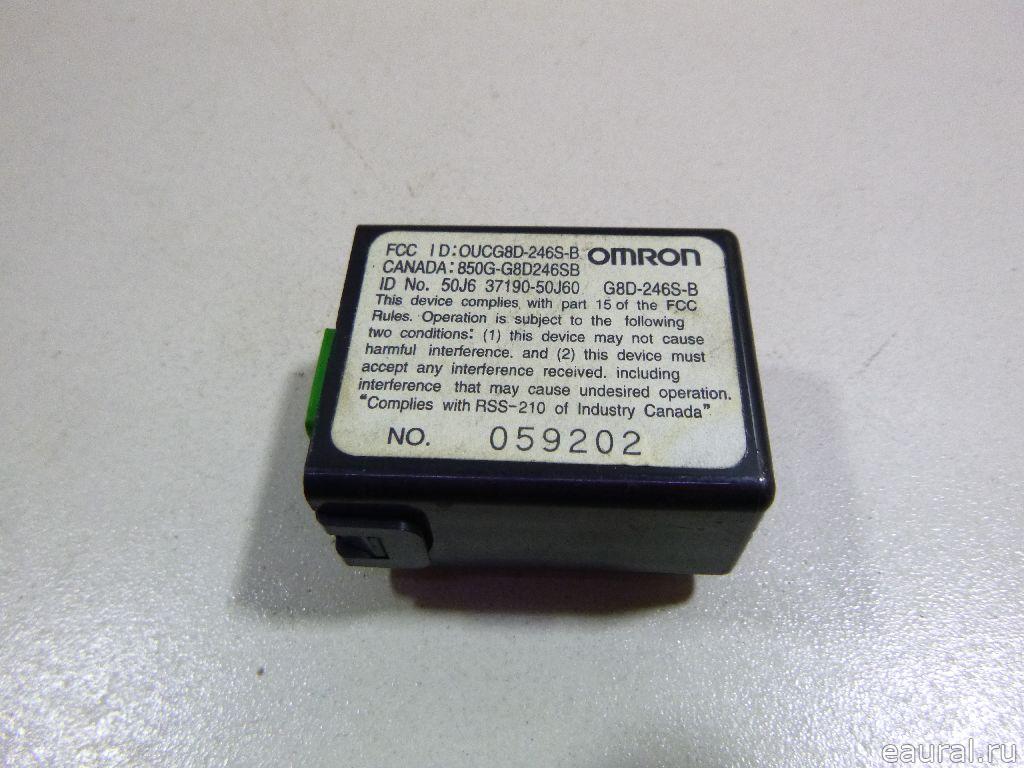 FCC ID:OUCG8D-246S-B OMRON
CANADA:850G-G8D246SB
ID No. 50J6 37190-50J60 G8D-246S-B
This device complies with part 15 of the FCC
Rules. Operation is subject to the following
two conditions: (1) this device may not cause
harmful interference. and (2) this device must
accept any interference received. including
interference that may cause undesired operation.
"Complies with RSS-210 of Industry Canada"
NO. 059202
eaural.ru